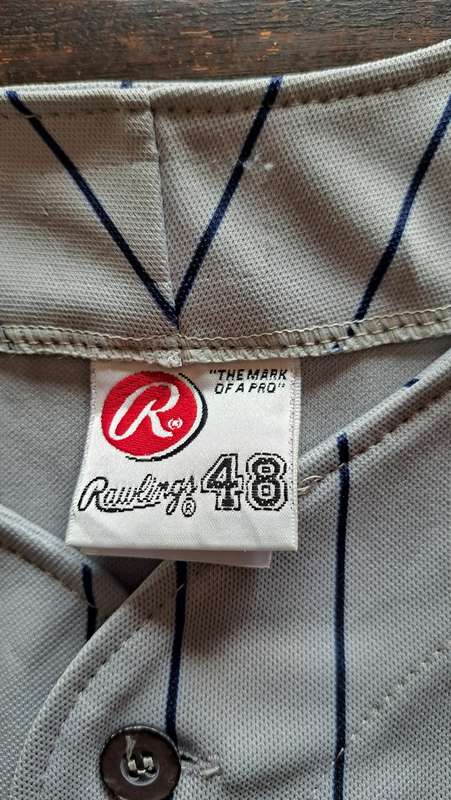 "THE MARK
OF A PRO"
R®
Rawlings® 48